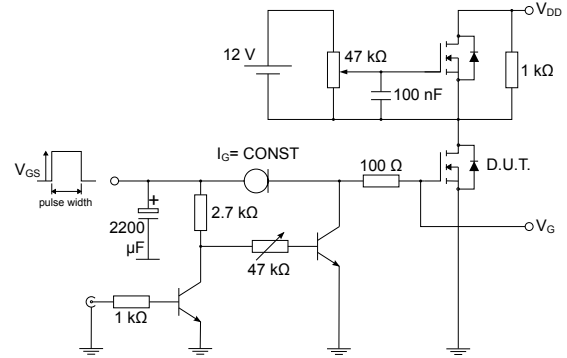 V_DD
12 V
47 kΩ
1 kΩ
100 nF
I_G= CONST
100 Ω
D.U.T.
V_GS
pulse width
+
2200
μF
2.7 kΩ
V_G
47 kΩ
1 kΩ